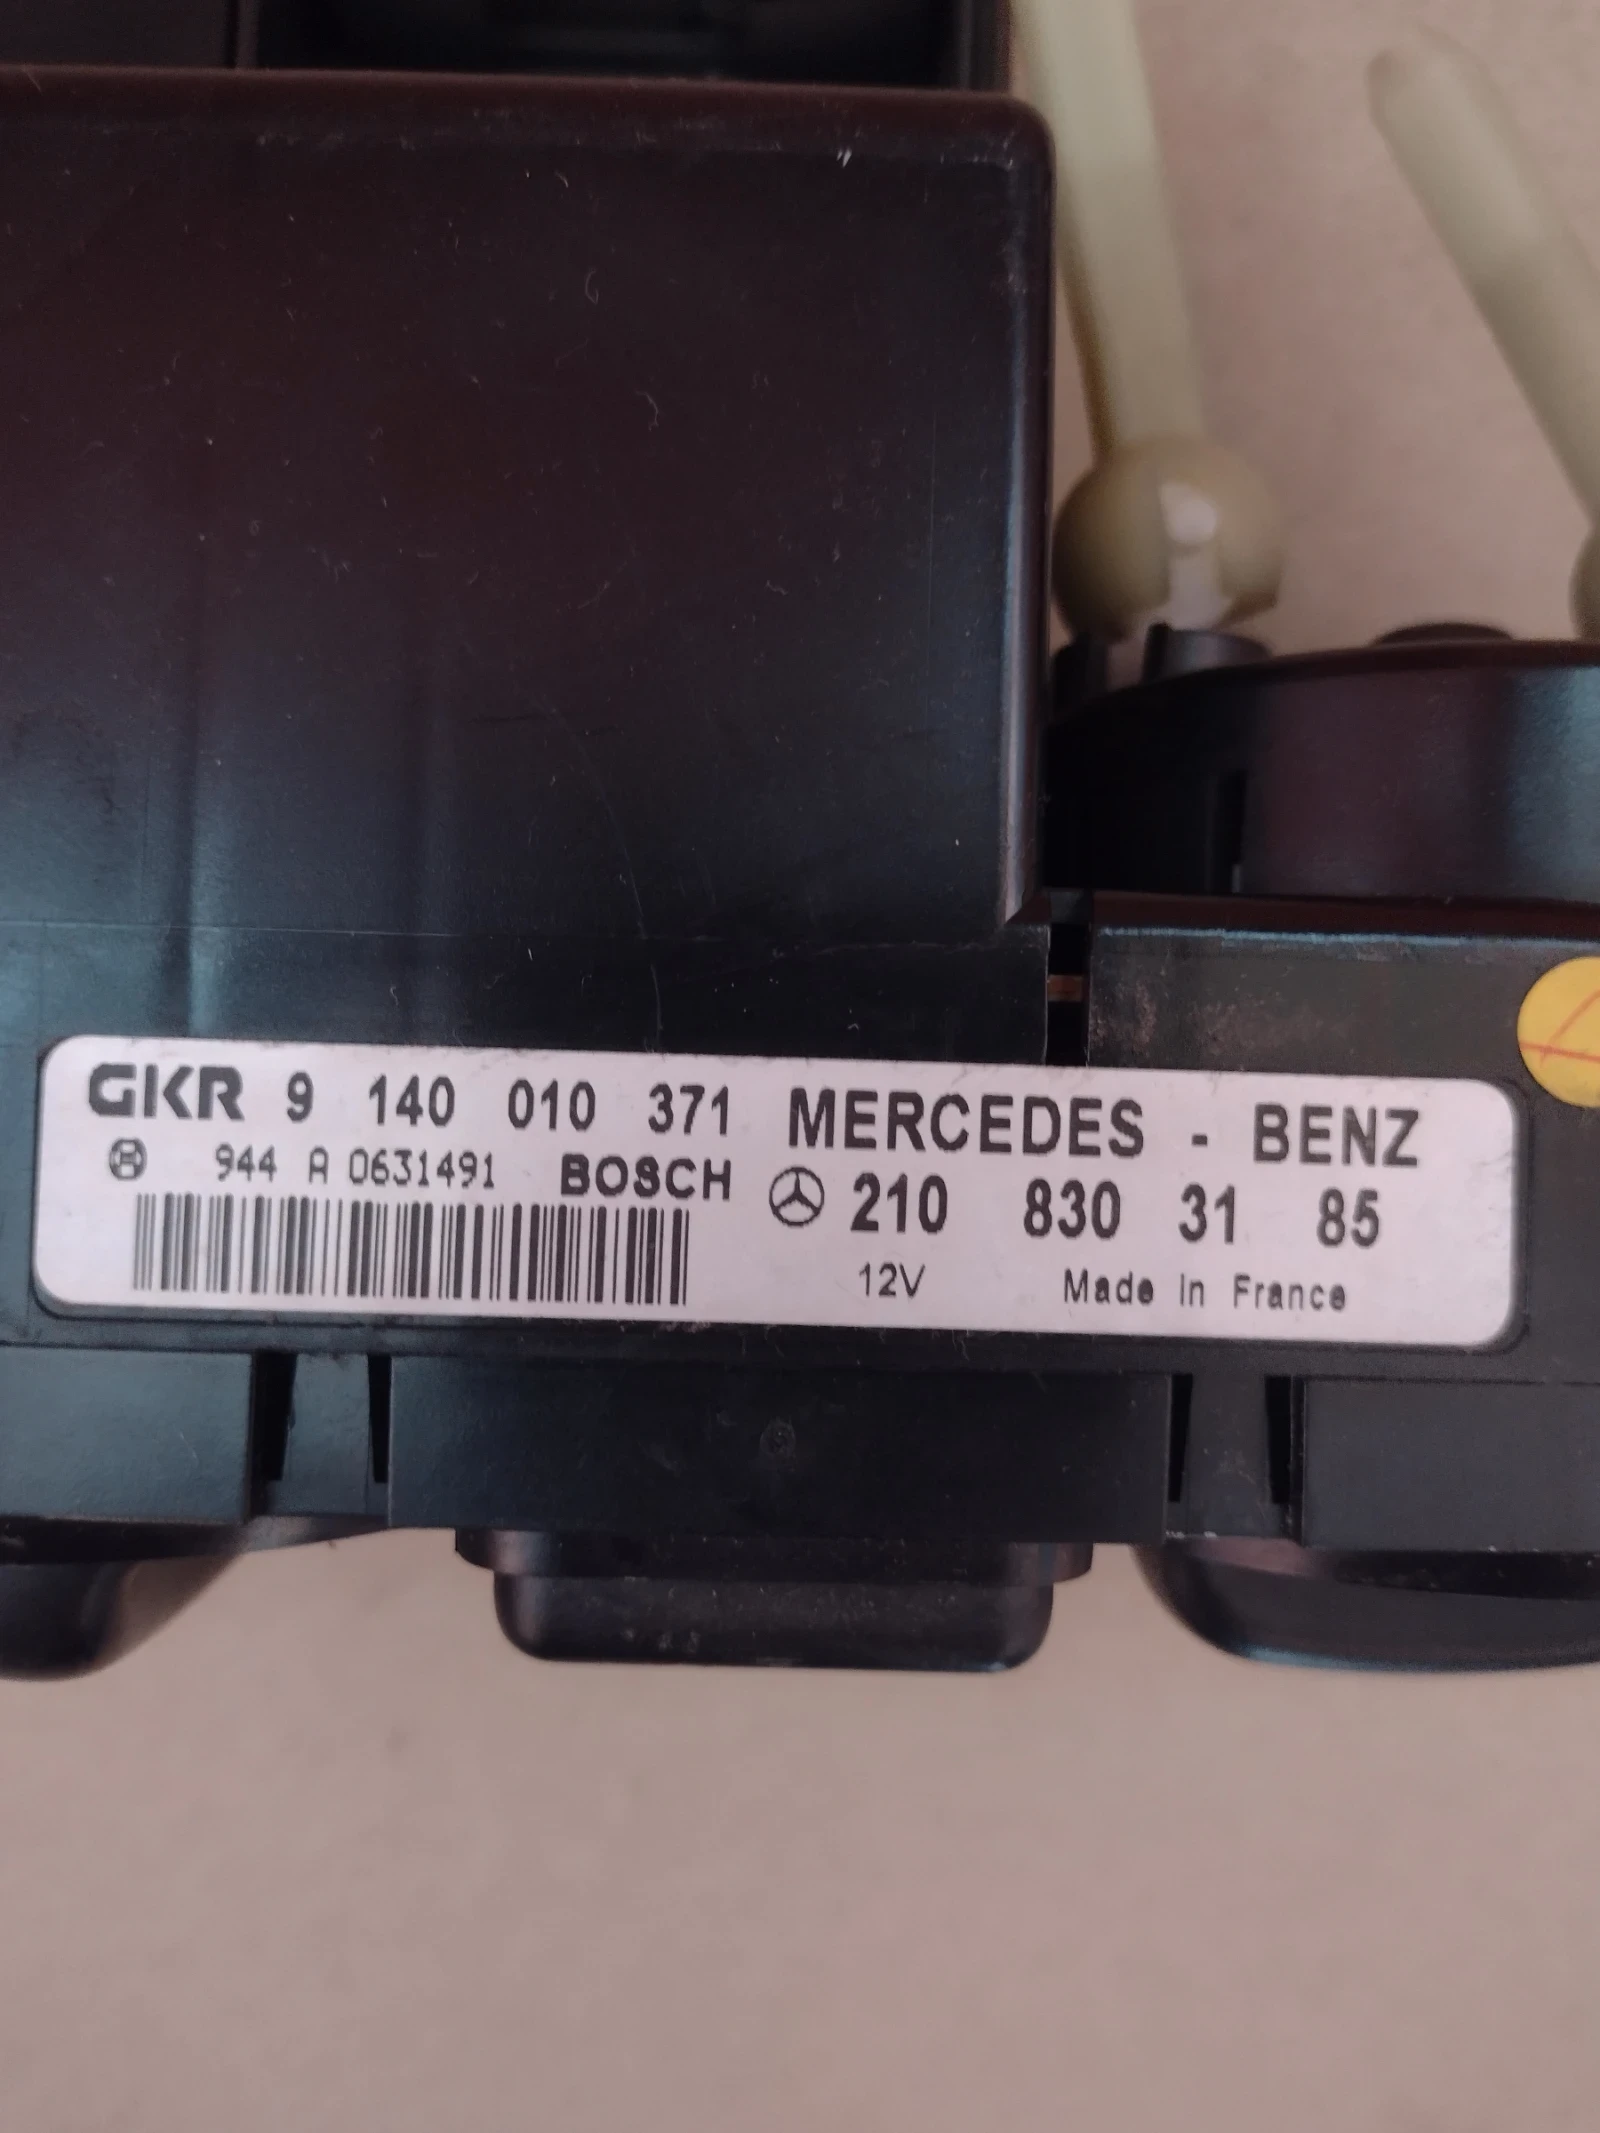 GKR 9 140 010 371 MERCEDES - BENZ
944 A 0631491 BOSCH 210 830 31 85
12V Made In France